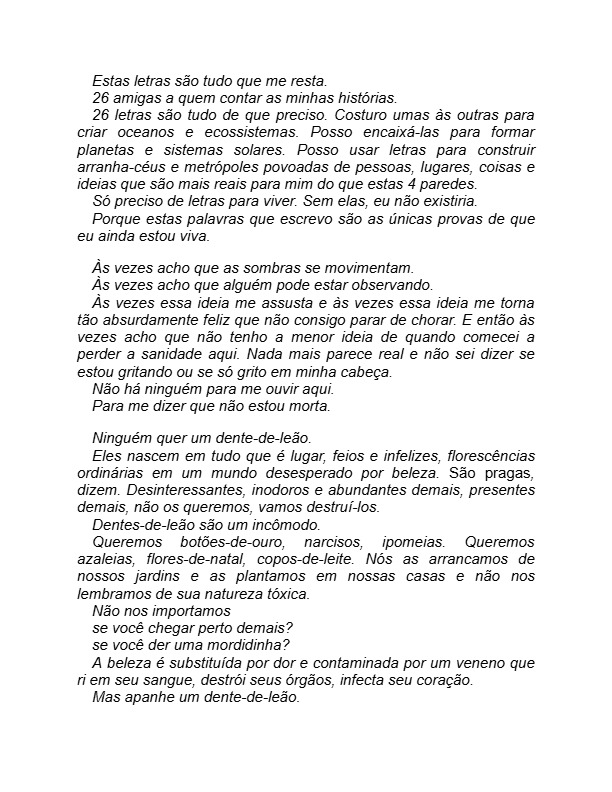 Estas letras são tudo que me resta.
26 amigas a quem contar as minhas histórias.
26 letras são tudo de que preciso. Costuro umas às outras para
criar oceanos e ecossistemas. Posso encaixá-las para formar
planetas e sistemas solares. Posso usar letras para construir
arranha-céus e metrópoles povoadas de pessoas, lugares, coisas e
ideias que são mais reais para mim do que estas 4 paredes.
Só preciso de letras para viver. Sem elas, eu não existiria.
Porque estas palavras que escrevo são as únicas provas de que
eu ainda estou viva.
Às vezes acho que as sombras se movimentam.
Às vezes acho que alguém pode estar observando.
Às vezes essa ideia me assusta e às vezes essa ideia me torna
tão absurdamente feliz que não consigo parar de chorar. E então às
vezes acho que não tenho a menor ideia de quando comecei a
perder a sanidade aqui. Nada mais parece real e não sei dizer se
estou gritando ou se só grito em minha cabeça.
Não há ninguém para me ouvir aqui.
Para me dizer que não estou morta.
Ninguém quer um dente-de-leão.
Eles nascem em tudo que é lugar, feios e infelizes, florescências
ordinárias em um mundo desesperado por beleza. São pragas,
dizem. Desinteressantes, inodoros e abundantes demais, presentes
demais, não os queremos, vamos destruí-los.
Dentes-de-leão são um incômodo.
Queremos botões-de-ouro, narcisos, ipomeias. Queremos
azaleias, flores-de-natal, copos-de-leite. Nós as arrancamos de
nossos jardins e as plantamos em nossas casas e não nos
lembramos de sua natureza tóxica.
Não nos importamos
se você chegar perto demais?
se você der uma mordidinha?
A beleza é substituída por dor e contaminada por um veneno que
ri em seu sangue, destrói seus órgãos, infecta seu coração.
Mas apanhe um dente-de-leão.